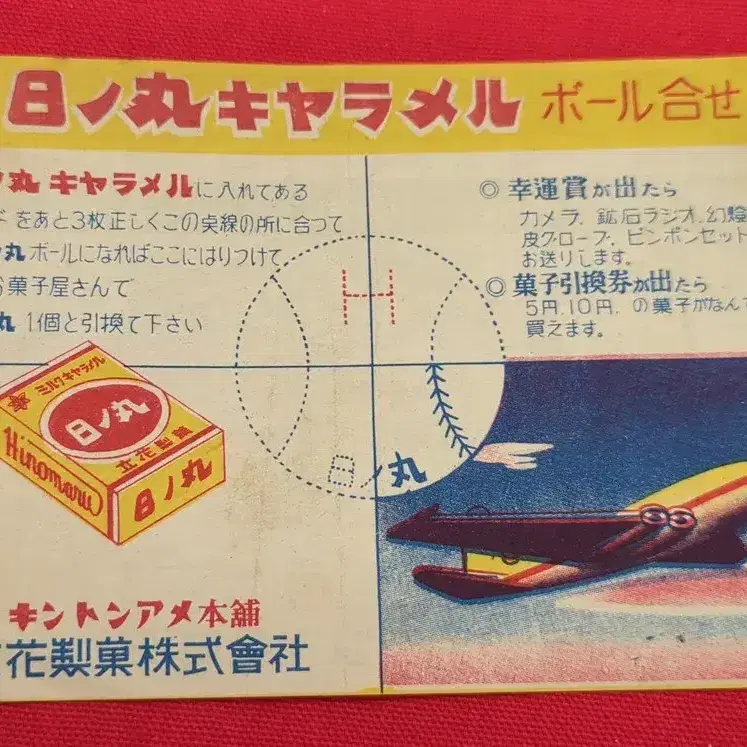 日ノ丸キャラメル ボール合せ
ノ丸 キャラメルに入れてある
ド をあと3枚正しくこの点線の所に合って
丸 ボールになればここにはりつけて
お菓子屋さんで
丸 1個と引換て下さい
◎ 幸運賞が出たら
カメラ. 鉱石ラジオ. 幻燈
皮グローブ. ピンポンセット
お送りします。
◎ 菓子引換券が出たら
5円. 10円. の菓子がなん
買えます。
H
日ノ丸
ミルクキャラメル
日ノ丸
立花製菓
Hinomaru
日ノ丸
キントンアメ本舗
立花製菓株式會社